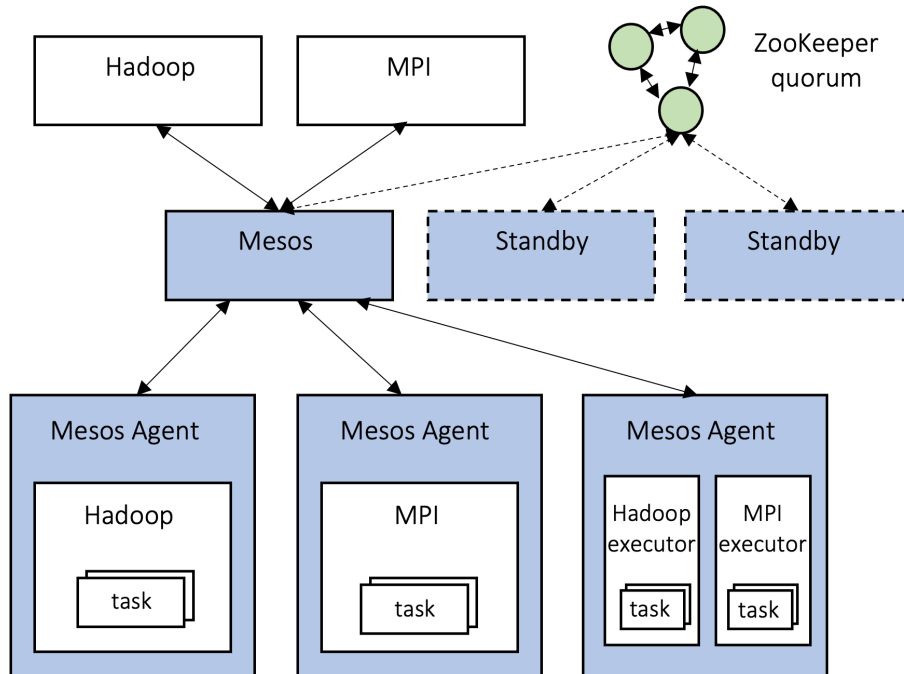 Hadoop
MPI
ZooKeeper
quorum
Mesos
Standby
Standby
Mesos Agent
Mesos Agent
Mesos Agent
Hadoop
MPI
Hadoop
executor
MPI
executor
task
task
task
task